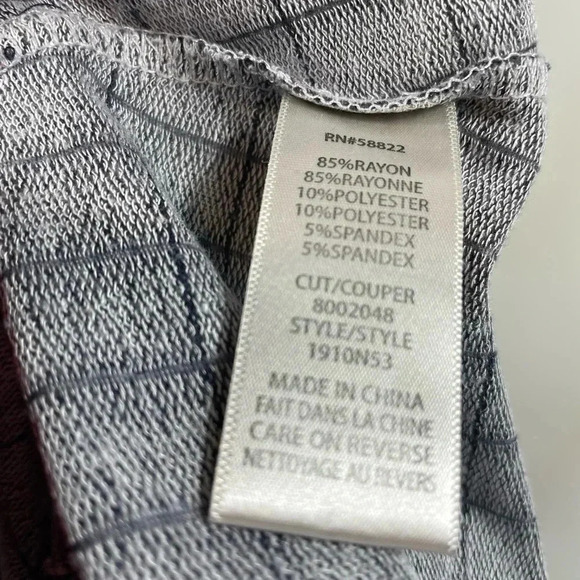 RN#58822
85%RAYON
85%RAYONNE
10%POLYESTER
10%POLYESTER
5%SPANDEX
5%SPANDEX
CUT/COUPER
8002048
STYLE/STYLE
1910N53
MADE IN CHINA
FAIT DANS LA CHINE
CARE ON REVERSE
NETTOYAGE AU REVERS